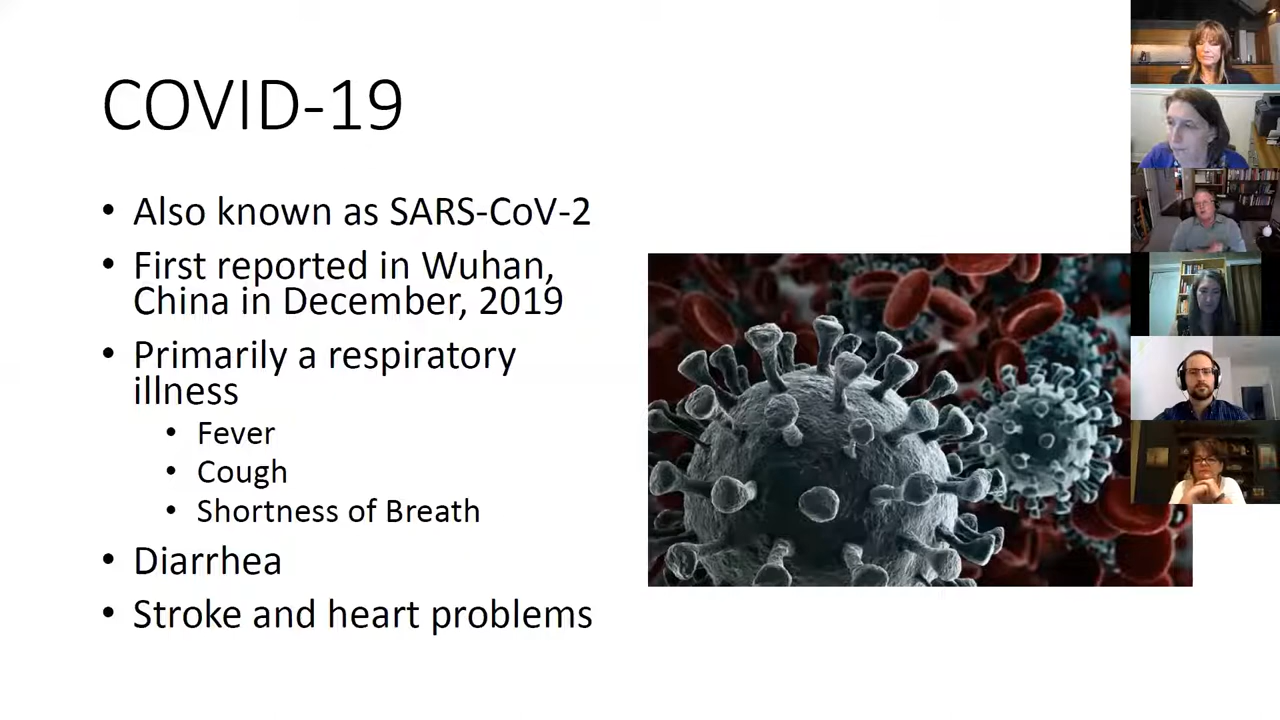 COVID-19
• Also known as SARS-CoV-2
• First reported in Wuhan,
China in December, 2019
• Primarily a respiratory
illness
• Fever
• Cough
• Shortness of Breath
• Diarrhea
• Stroke and heart problems